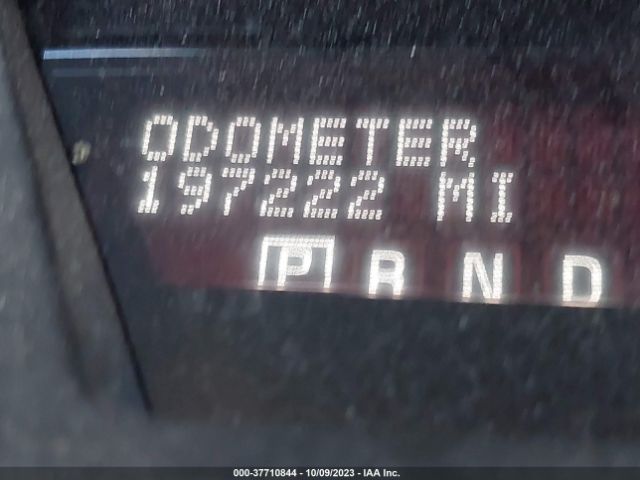 ODOMETER
197222 MI
P R N D
000-37710844 - 10/09/2023 - IAA Inc.